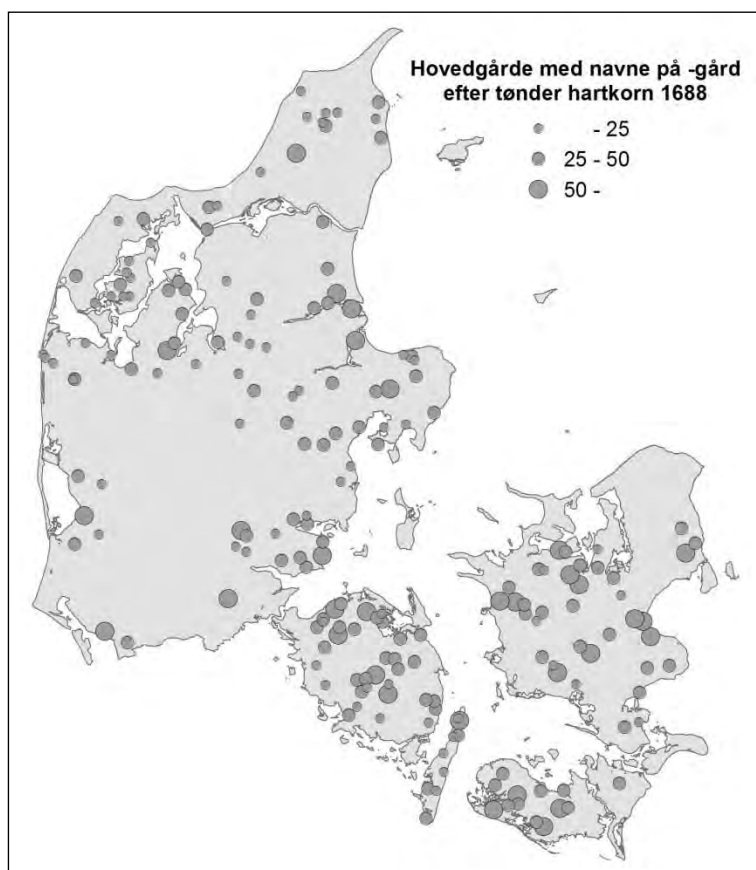 Hovedgårde med navne på -gård
efter tønder hartkorn 1688
- 25
25 - 50
50 -